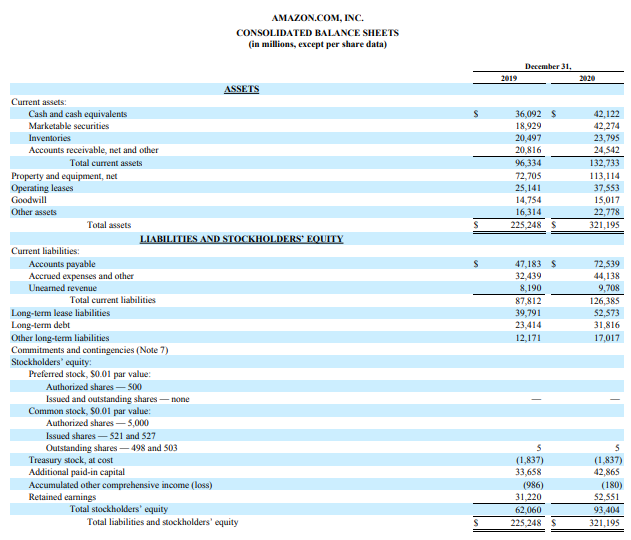 AMAZON.COM, INC.
CONSOLIDATED BALANCE SHEETS
(in millions, except per share data)
December 31,
2019 2020
ASSETS
Current assets:
Cash and cash equivalents $ 36,092 $ 42,122
Marketable securities 18,929 42,274
Inventories 20,497 23,795
Accounts receivable, net and other 20,816 24,542
Total current assets 96,334 132,733
Property and equipment, net 72,705 113,114
Operating leases 25,141 37,553
Goodwill 14,754 15,017
Other assets 16,314 22,778
Total assets $ 225,248 $ 321,195
LIABILITIES AND STOCKHOLDERS’ EQUITY
Current liabilities:
Accounts payable $ 47,183 $ 72,539
Accrued expenses and other 32,439 44,138
Unearned revenue 8,190 9,708
Total current liabilities 87,812 126,385
Long-term lease liabilities 39,791 52,573
Long-term debt 23,414 31,816
Other long-term liabilities 12,171 17,017
Commitments and contingencies (Note 7)
Stockholders’ equity:
Preferred stock, $0.01 par value:
Authorized shares — 500
Issued and outstanding shares — none — —
Common stock, $0.01 par value:
Authorized shares — 5,000
Issued shares — 521 and 527
Outstanding shares — 498 and 503 5 5
Treasury stock, at cost (1,837) (1,837)
Additional paid-in capital 33,658 42,865
Accumulated other comprehensive income (loss) (986) (180)
Retained earnings 31,220 52,551
Total stockholders’ equity 62,060 93,404
Total liabilities and stockholders’ equity $ 225,248 $ 321,195